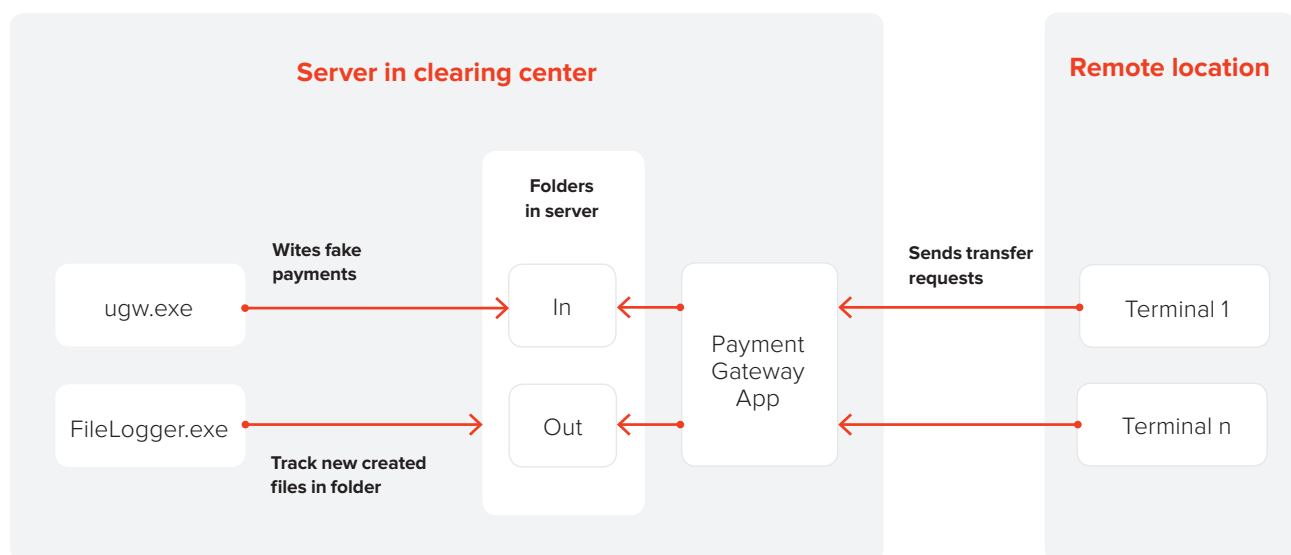 Server in clearing center
Remote location
Folders
in server
Wites fake
payments
Sends transfer
requests
ugw.exe
In
Payment
Gateway
App
Terminal 1
FileLogger.exe
Out
Terminal n
Track new created
files in folder